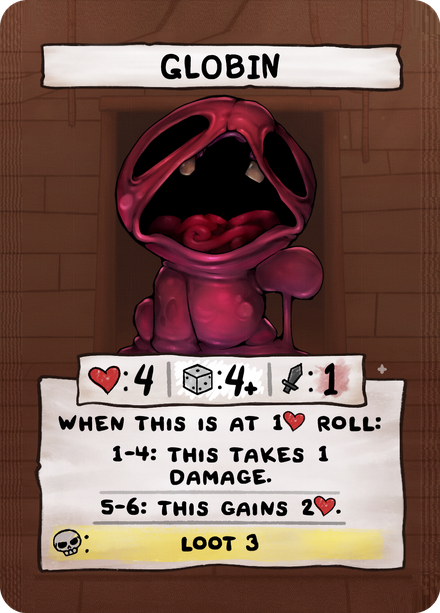 GLOBIN
:4 :4+ :1
WHEN THIS IS AT 1 ROLL:
1-4: THIS TAKES 1
DAMAGE.
5-6: THIS GAINS 2.
: LOOT 3